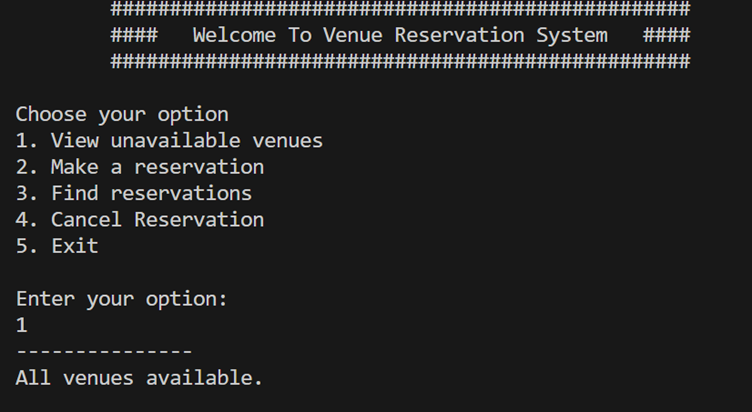 #################################################
####   Welcome To Venue Reservation System   ####
#################################################
Choose your option
1. View unavailable venues
2. Make a reservation
3. Find reservations
4. Cancel Reservation
5. Exit
Enter your option:
1
---------------
All venues available.